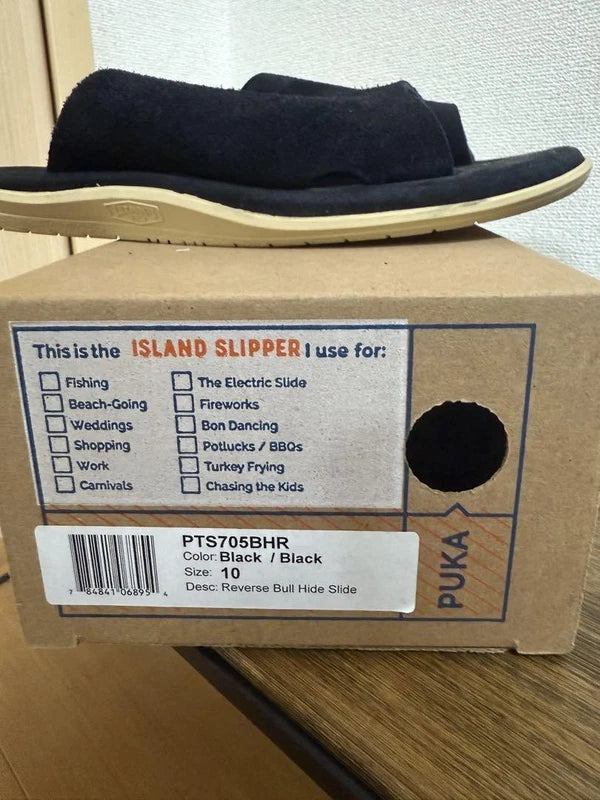 This is the ISLAND SLIPPER I use for:
Fishing
Beach-Going
Weddings
Shopping
Work
Carnivals
The Electric Slide
Fireworks
Bon Dancing
Potlucks / BBQs
Turkey Frying
Chasing the Kids
PUKA
PTS705BHR
Color: Black / Black
Size: 10
Desc: Reverse Bull Hide Slide
7 84841 06895 4